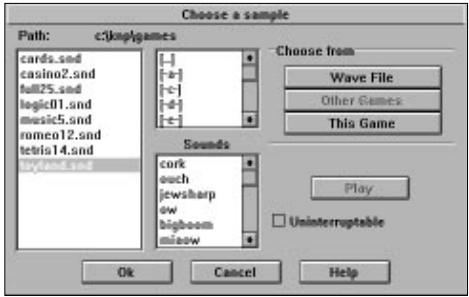 Choose a sample
Path: c:\knp\games
cards.snd
casino2.snd
full25.snd
logic01.snd
music5.snd
romeo12.snd
tetris14.snd
toyland.snd
[..]
[-a-]
[-c-]
[-d-]
[-e-]
Sounds
cork
ouch
jewsharp
ow
bigboom
miaow
Choose from
Wave File
Other Games
This Game
Play
Uninterruptable
Ok
Cancel
Help